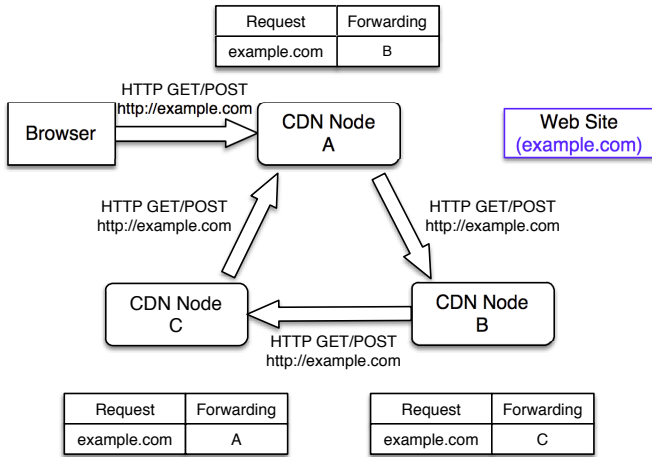 Request Forwarding
example.com B
HTTP GET/POST
http://example.com
Browser
CDN Node
A
Web Site
(example.com)
HTTP GET/POST
http://example.com
HTTP GET/POST
http://example.com
CDN Node
C
CDN Node
B
HTTP GET/POST
http://example.com
Request Forwarding
example.com A
Request Forwarding
example.com C